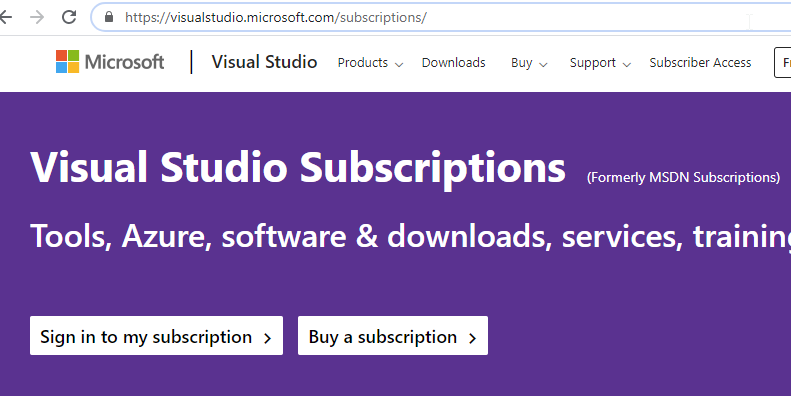 https://visualstudio.microsoft.com/subscriptions/
Microsoft | Visual Studio Products Downloads Buy Support Subscriber Access
Visual Studio Subscriptions (Formerly MSDN Subscriptions)
Tools, Azure, software & downloads, services, training
Sign in to my subscription Buy a subscription